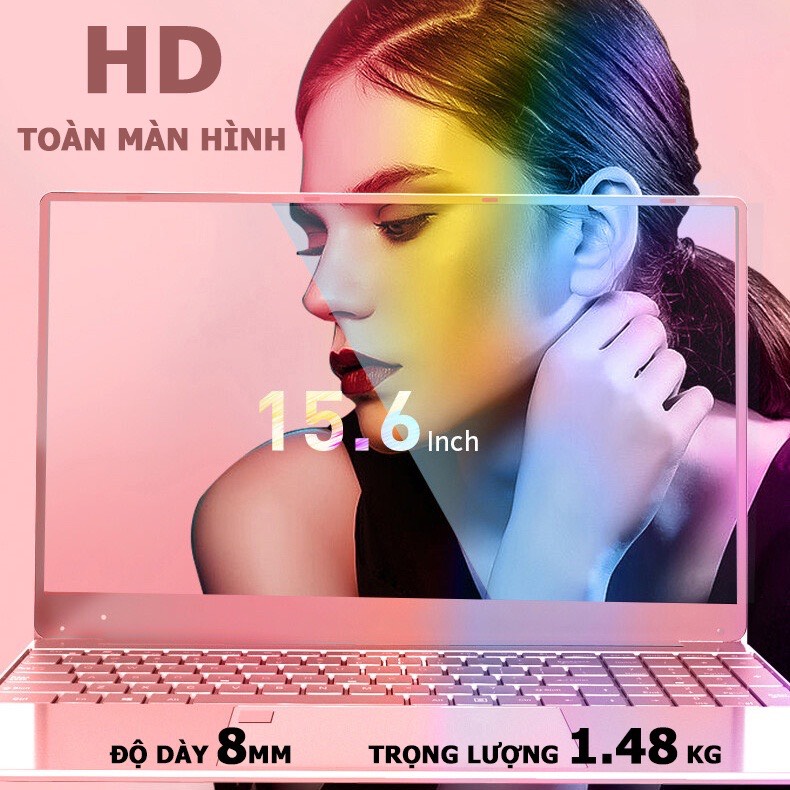 HD
TOÀN MÀN HÌNH
15.6 Inch
ĐỘ DÀY 8MM TRỌNG LƯỢNG 1.48 KG